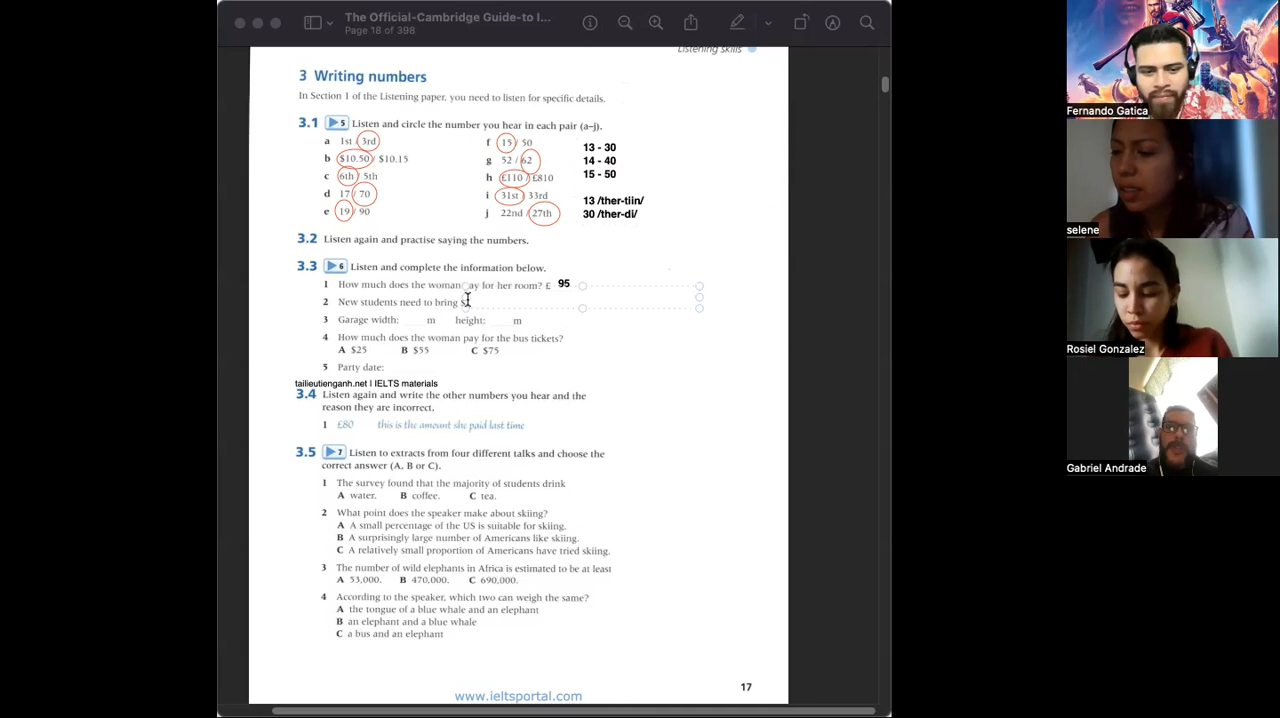 The Official-Cambridge Guide-to I...
Page 18 of 398
Listening skills
3 Writing numbers
In Section 1 of the Listening paper, you need to listen for specific details.
3.1 5 Listen and circle the number you hear in each pair (a–j).
a 1st / 3rd
b $10.50 / $10.15
c 6th / 5th
d 17 / 70
e 19 / 90
f 15 / 50
g 52 / 62
h £110 / £810
i 31st / 33rd
j 22nd / 27th
13 - 30
14 - 40
15 - 50
13 /ther-tiin/
30 /ther-di/
3.2 Listen again and practise saying the numbers.
3.3 6 Listen and complete the information below.
1 How much does the woman pay for her room? £ 95
2 New students need to bring
3 Garage width: m height: m
4 How much does the woman pay for the bus tickets?
A $25 B $55 C $75
5 Party date:
tailieutienganh.net | IELTS materials
3.4 Listen again and write the other numbers you hear and the
reason they are incorrect.
1 £80 this is the amount she paid last time
3.5 7 Listen to extracts from four different talks and choose the
correct answer (A, B or C).
1 The survey found that the majority of students drink
A water. B coffee. C tea.
2 What point does the speaker make about skiing?
A A small percentage of the US is suitable for skiing.
B A surprisingly large number of Americans like skiing.
C A relatively small proportion of Americans have tried skiing.
3 The number of wild elephants in Africa is estimated to be at least
A 53,000. B 470,000. C 690,000.
4 According to the speaker, which two can weigh the same?
A the tongue of a blue whale and an elephant
B an elephant and a blue whale
C a bus and an elephant
17
www.ieltsportal.com
Fernando Gatica
selene
Rosiel Gonzalez
Gabriel Andrade